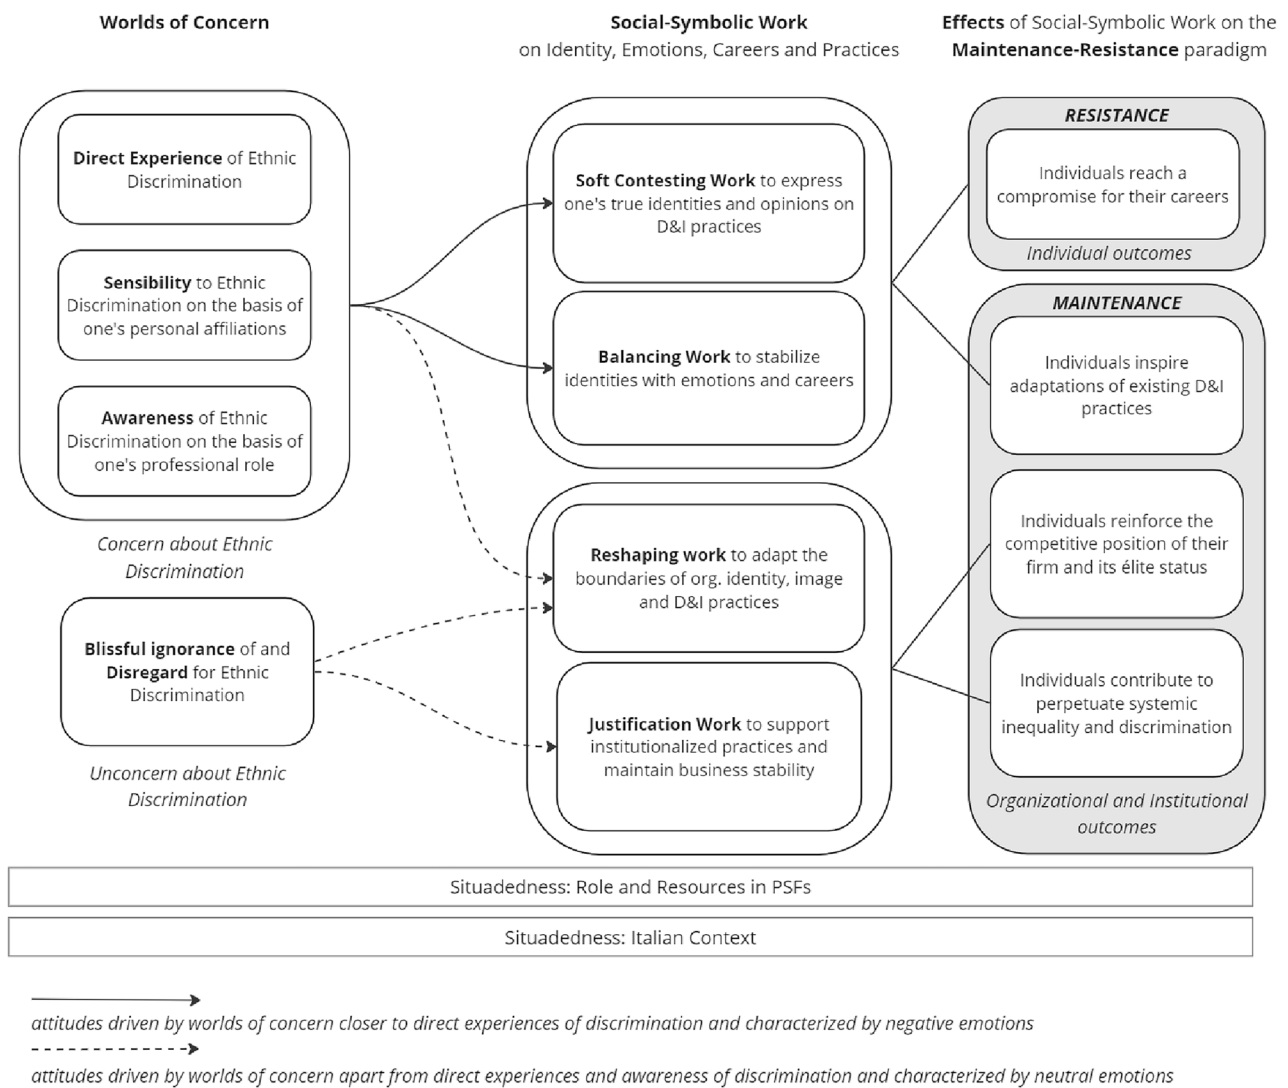 Worlds of Concern
Direct Experience of Ethnic
Discrimination
Sensibility to Ethnic
Discrimination on the basis of
one's personal affiliations
Awareness of Ethnic
Discrimination on the basis of
one's professional role
Concern about Ethnic
Discrimination
Blissful ignorance of and
Disregard for Ethnic
Discrimination
Unconcern about Ethnic
Discrimination
Social-Symbolic Work
on Identity, Emotions, Careers and Practices
Soft Contesting Work to express
one's true identities and opinions on
D&I practices
Balancing Work to stabilize
identities with emotions and careers
Reshaping work to adapt the
boundaries of org. identity, image
and D&I practices
Justification Work to support
institutionalized practices and
maintain business stability
Effects of Social-Symbolic Work on the
Maintenance-Resistance paradigm
RESISTANCE
Individuals reach a
compromise for their careers
Individual outcomes
MAINTENANCE
Individuals inspire
adaptations of existing D&I
practices
Individuals reinforce the
competitive position of their
firm and its élite status
Individuals contribute to
perpetuate systemic
inequality and discrimination
Organizational and Institutional
outcomes
Situadedness: Role and Resources in PSFs
Situadedness: Italian Context
attitudes driven by worlds of concern closer to direct experiences of discrimination and characterized by negative emotions
attitudes driven by worlds of concern apart from direct experiences and awareness of discrimination and characterized by neutral emotions